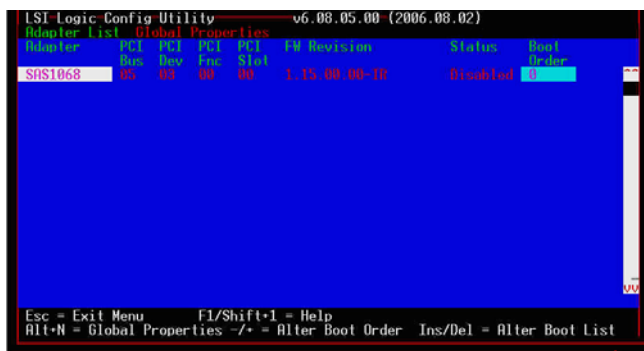 LSI Logic Config Utility v6.08.05.00 (2006.08.02)
Adapter List Global Properties
Adapter PCI PCI PCI PCI FW Revision Status Boot
Bus Dev Fnc Slot Order
SAS1068 05 03 00 00 1.15.00.00-IR Disabled 0
Esc = Exit Menu F1/Shift+1 = Help
Alt+N = Global Properties -/+ = Alter Boot Order Ins/Del = Alter Boot List